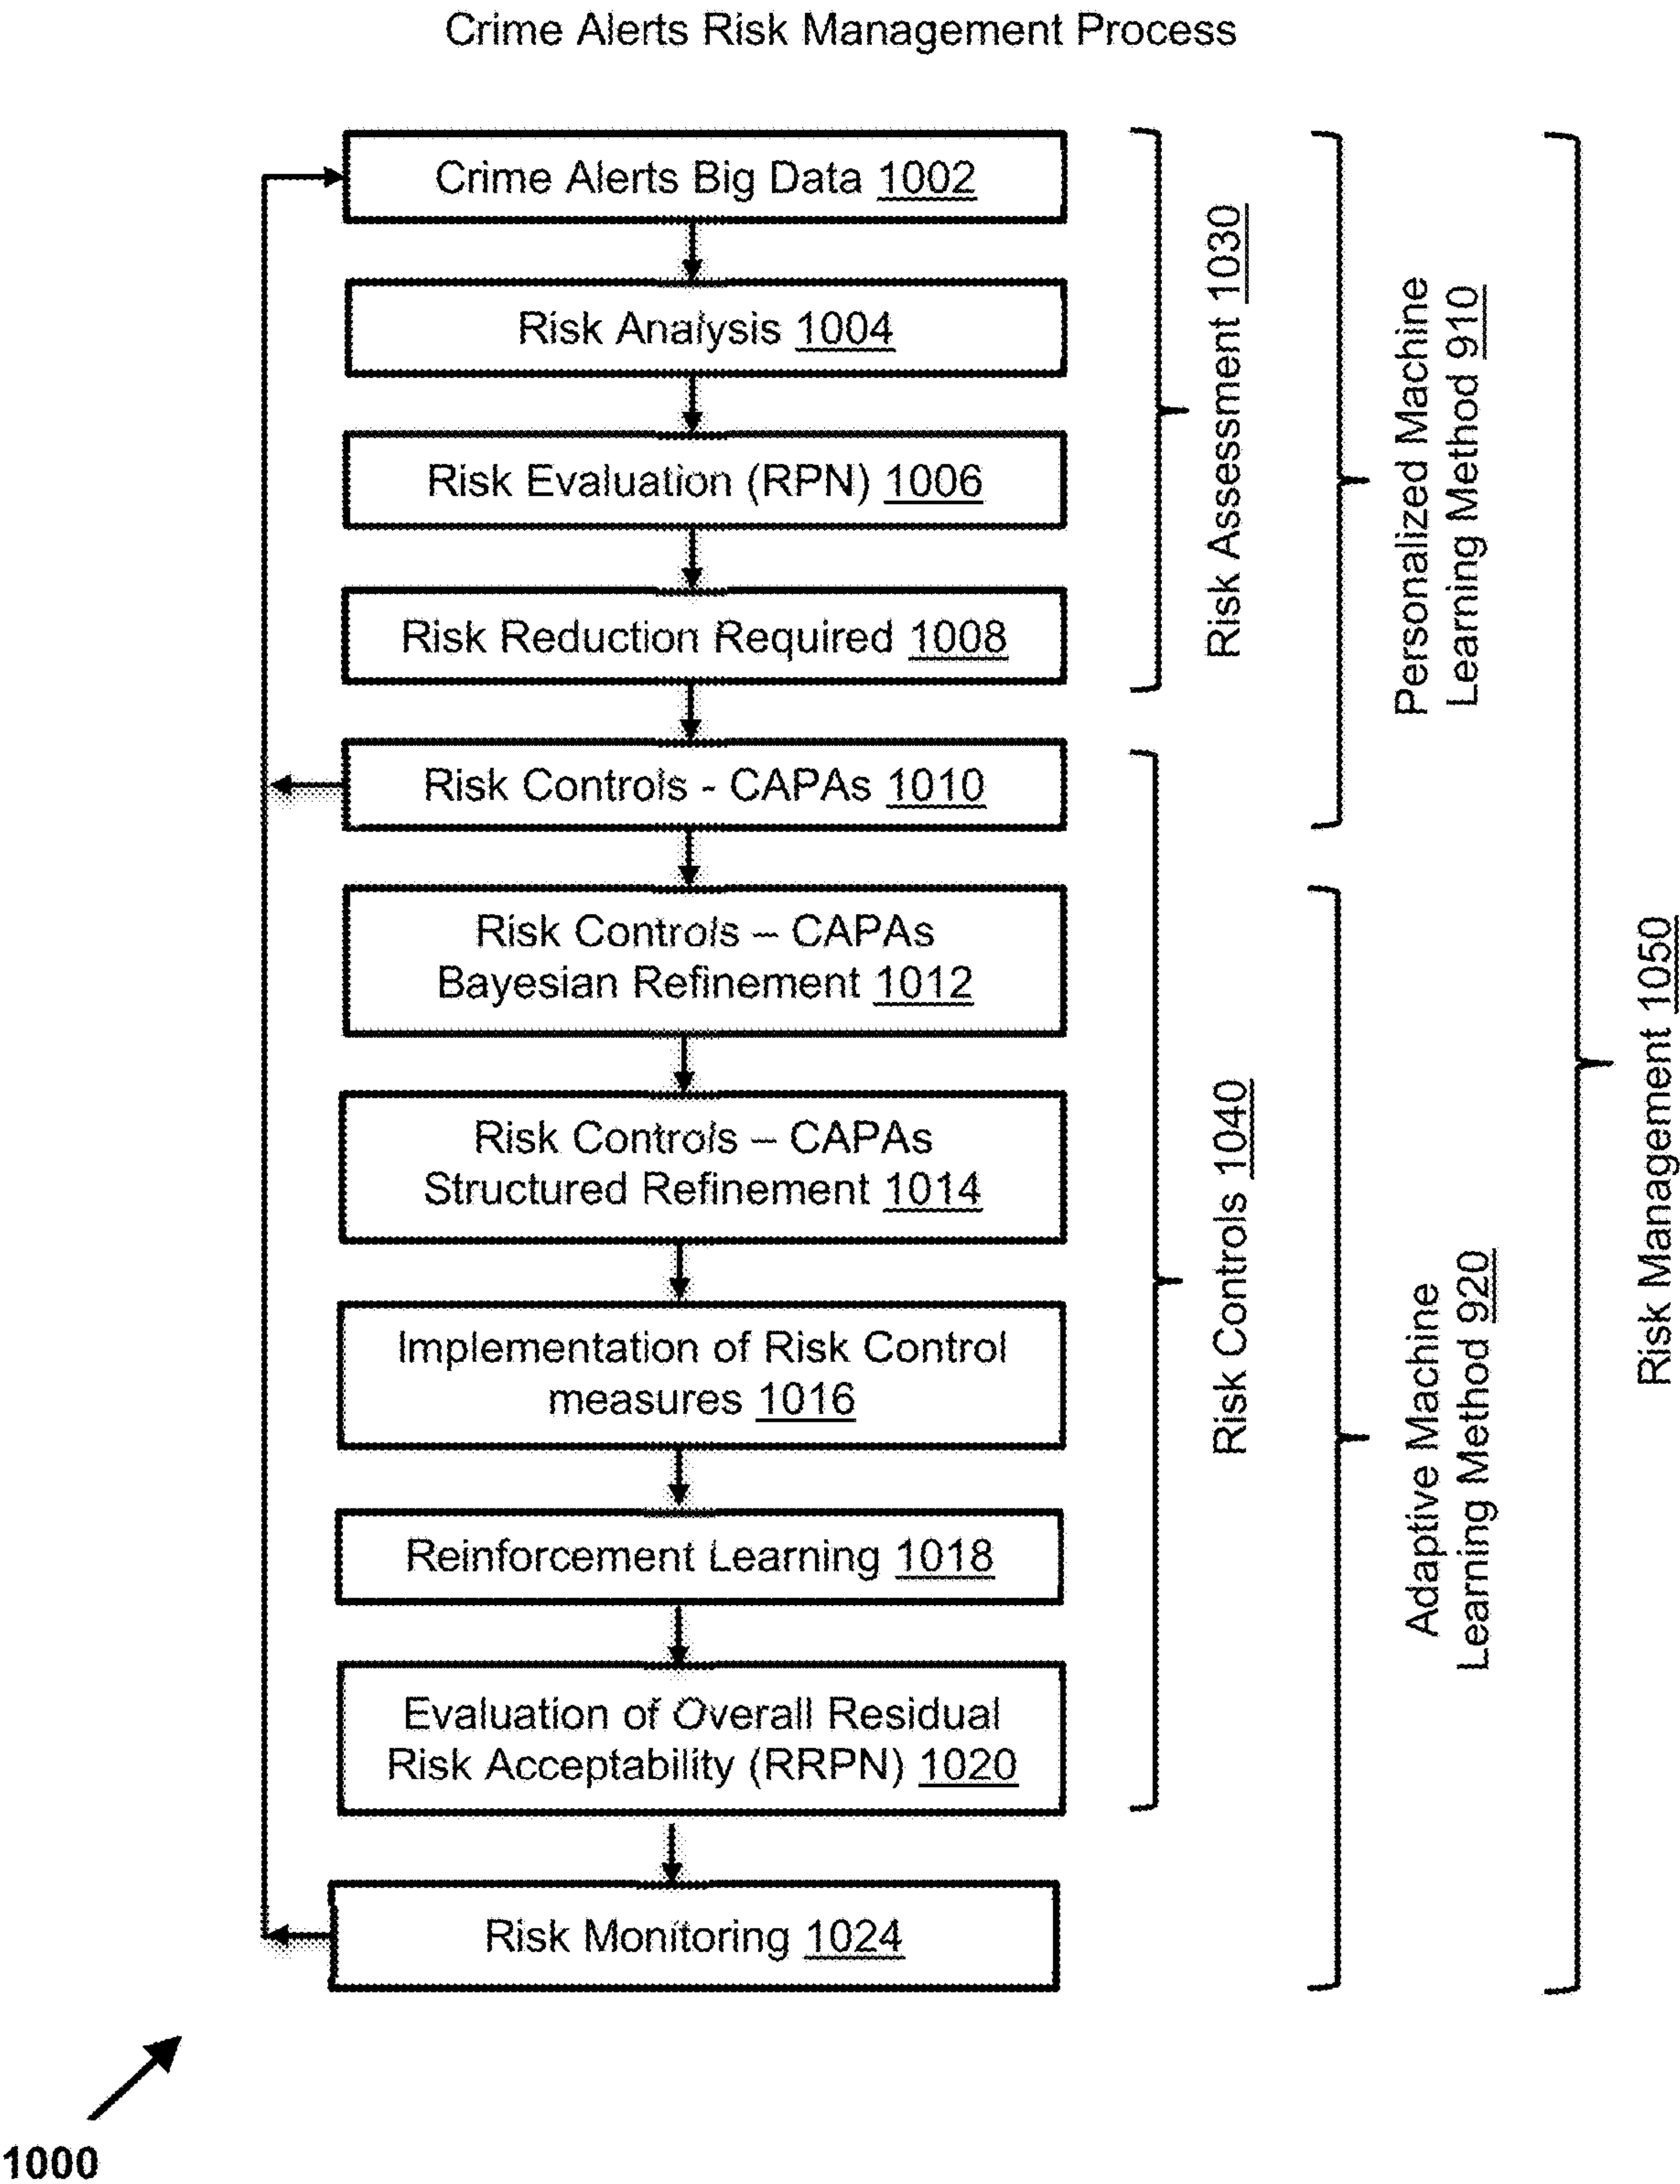 Crime Alerts Risk Management Process
Crime Alerts Big Data 1002
Risk Analysis 1004
Risk Evaluation (RPN) 1006
Risk Reduction Required 1008
Risk Controls - CAPAs 1010
Risk Controls – CAPAs
Bayesian Refinement 1012
Risk Controls – CAPAs
Structured Refinement 1014
Implementation of Risk Control
measures 1016
Reinforcement Learning 1018
Evaluation of Overall Residual
Risk Acceptability (RRPN) 1020
Risk Monitoring 1024
Risk Assessment 1030
Risk Controls 1040
Personalized Machine
Learning Method 910
Adaptive Machine
Learning Method 920
Risk Management 1050
1000